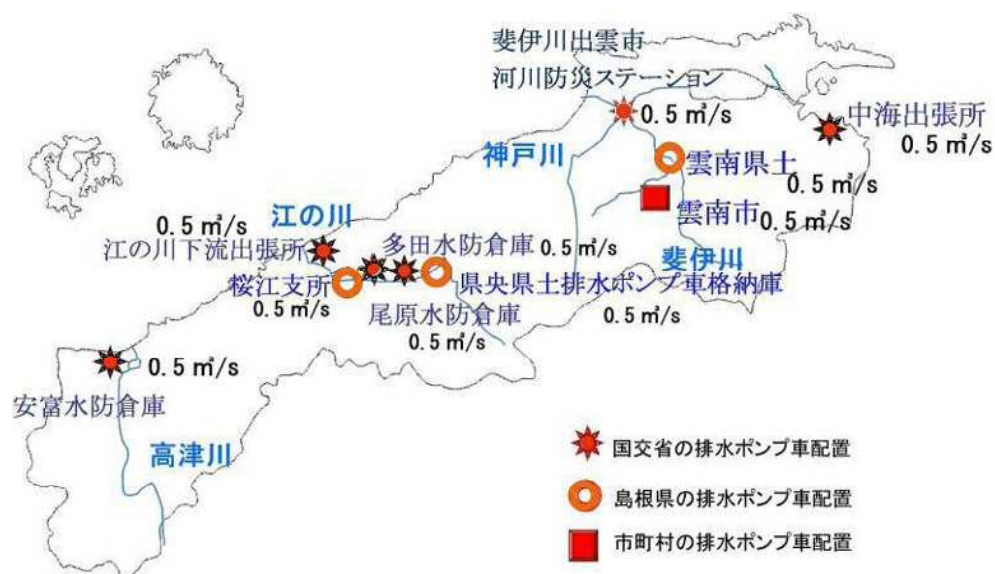 斐伊川出雲市
河川防災ステーション
0.5㎥/s
中海出張所
0.5㎥/s
神戸川
雲南県土
0.5㎥/s
雲南市
0.5㎥/s
斐伊川
0.5㎥/s
江の川
江の川下流出張所
多田水防倉庫
0.5㎥/s
桜江支所
0.5㎥/s
県央県土排水ポンプ車格納庫
0.5㎥/s
尾原水防倉庫
0.5㎥/s
0.5㎥/s
安富水防倉庫
高津川
国交省の排水ポンプ車配置
島根県の排水ポンプ車配置
市町村の排水ポンプ車配置